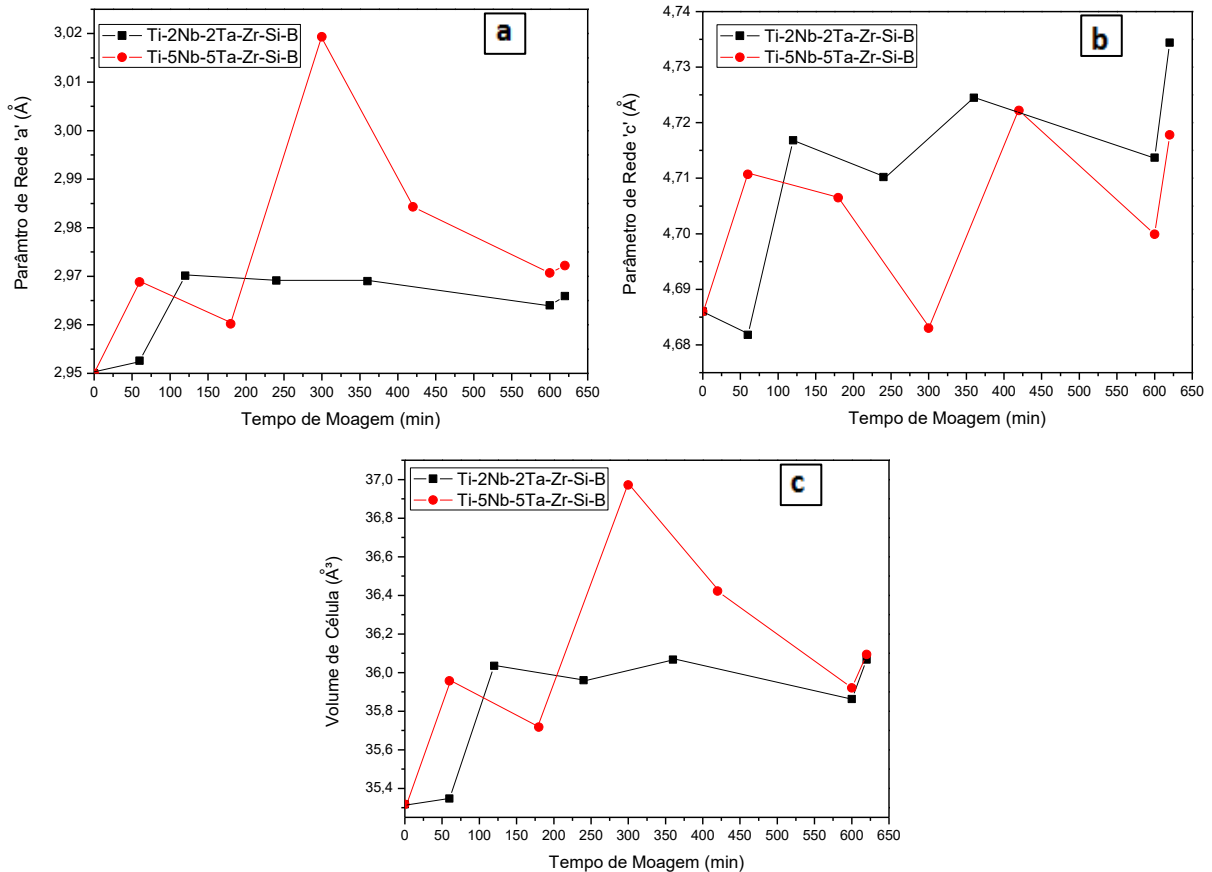 3,02
3,01
3,00
2,99
2,98
2,97
2,96
2,95
Parâmtro de Rede 'a' (Å)
Ti-2Nb-2Ta-Zr-Si-B
Ti-5Nb-5Ta-Zr-Si-B
a
0 50 100 150 200 250 300 350 400 450 500 550 600 650
Tempo de Moagem (min)
4,74
4,73
4,72
4,71
4,70
4,69
4,68
Parâmetro de Rede 'c' (Å)
Ti-2Nb-2Ta-Zr-Si-B
Ti-5Nb-5Ta-Zr-Si-B
b
0 50 100 150 200 250 300 350 400 450 500 550 600 650
Tempo de Moagem (min)
37,0
36,8
36,6
36,4
36,2
36,0
35,8
35,6
35,4
Volume de Célula (Å³)
Ti-2Nb-2Ta-Zr-Si-B
Ti-5Nb-5Ta-Zr-Si-B
c
0 50 100 150 200 250 300 350 400 450 500 550 600 650
Tempo de Moagem (min)